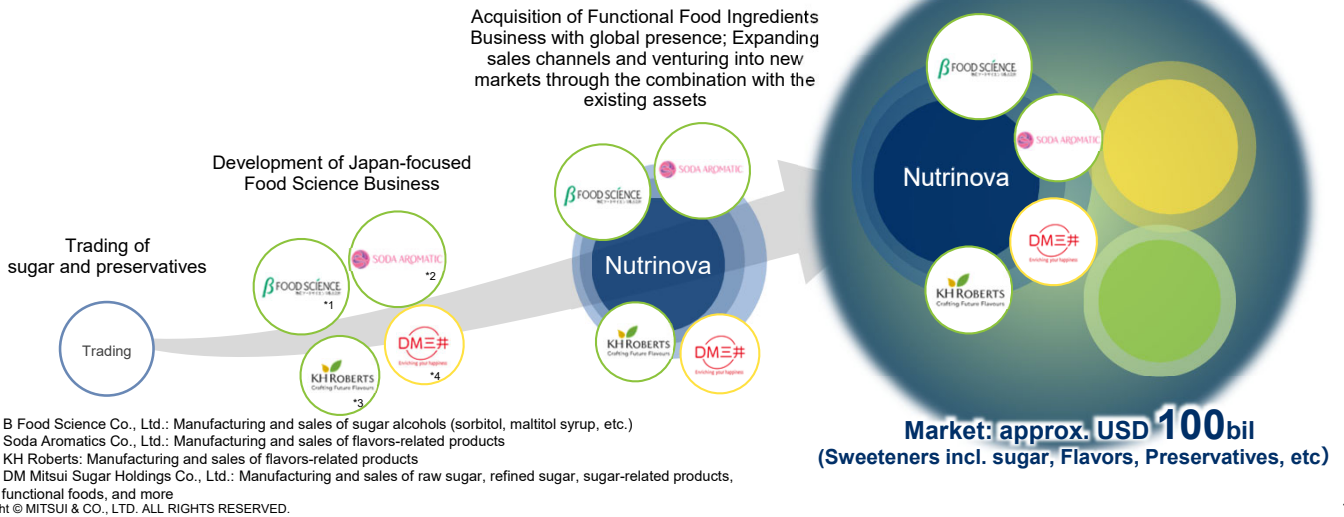 Acquisition of Functional Food Ingredients
Business with global presence; Expanding
sales channels and venturing into new
markets through the combination with the
existing assets
Development of Japan-focused
Food Science Business
Trading of
sugar and preservatives
Trading
β FOOD SCIENCE
*1
SODA AROMATIC
*2
KH ROBERTS
Crafting Future Flavours
*3
DM三井
Enriching your happiness
*4
β FOOD SCIENCE
SODA AROMATIC
Nutrinova
KH ROBERTS
Crafting Future Flavours
DM三井
Enriching your happiness
β FOOD SCIENCE
SODA AROMATIC
Nutrinova
DM三井
Enriching your happiness
KH ROBERTS
Crafting Future Flavours
B Food Science Co., Ltd.: Manufacturing and sales of sugar alcohols (sorbitol, maltitol syrup, etc.)
Soda Aromatics Co., Ltd.: Manufacturing and sales of flavors-related products
KH Roberts: Manufacturing and sales of flavors-related products
DM Mitsui Sugar Holdings Co., Ltd.: Manufacturing and sales of raw sugar, refined sugar, sugar-related products,
functional foods, and more
ht © MITSUI & CO., LTD. ALL RIGHTS RESERVED.
Market: approx. USD 100bil
(Sweeteners incl. sugar, Flavors, Preservatives, etc)